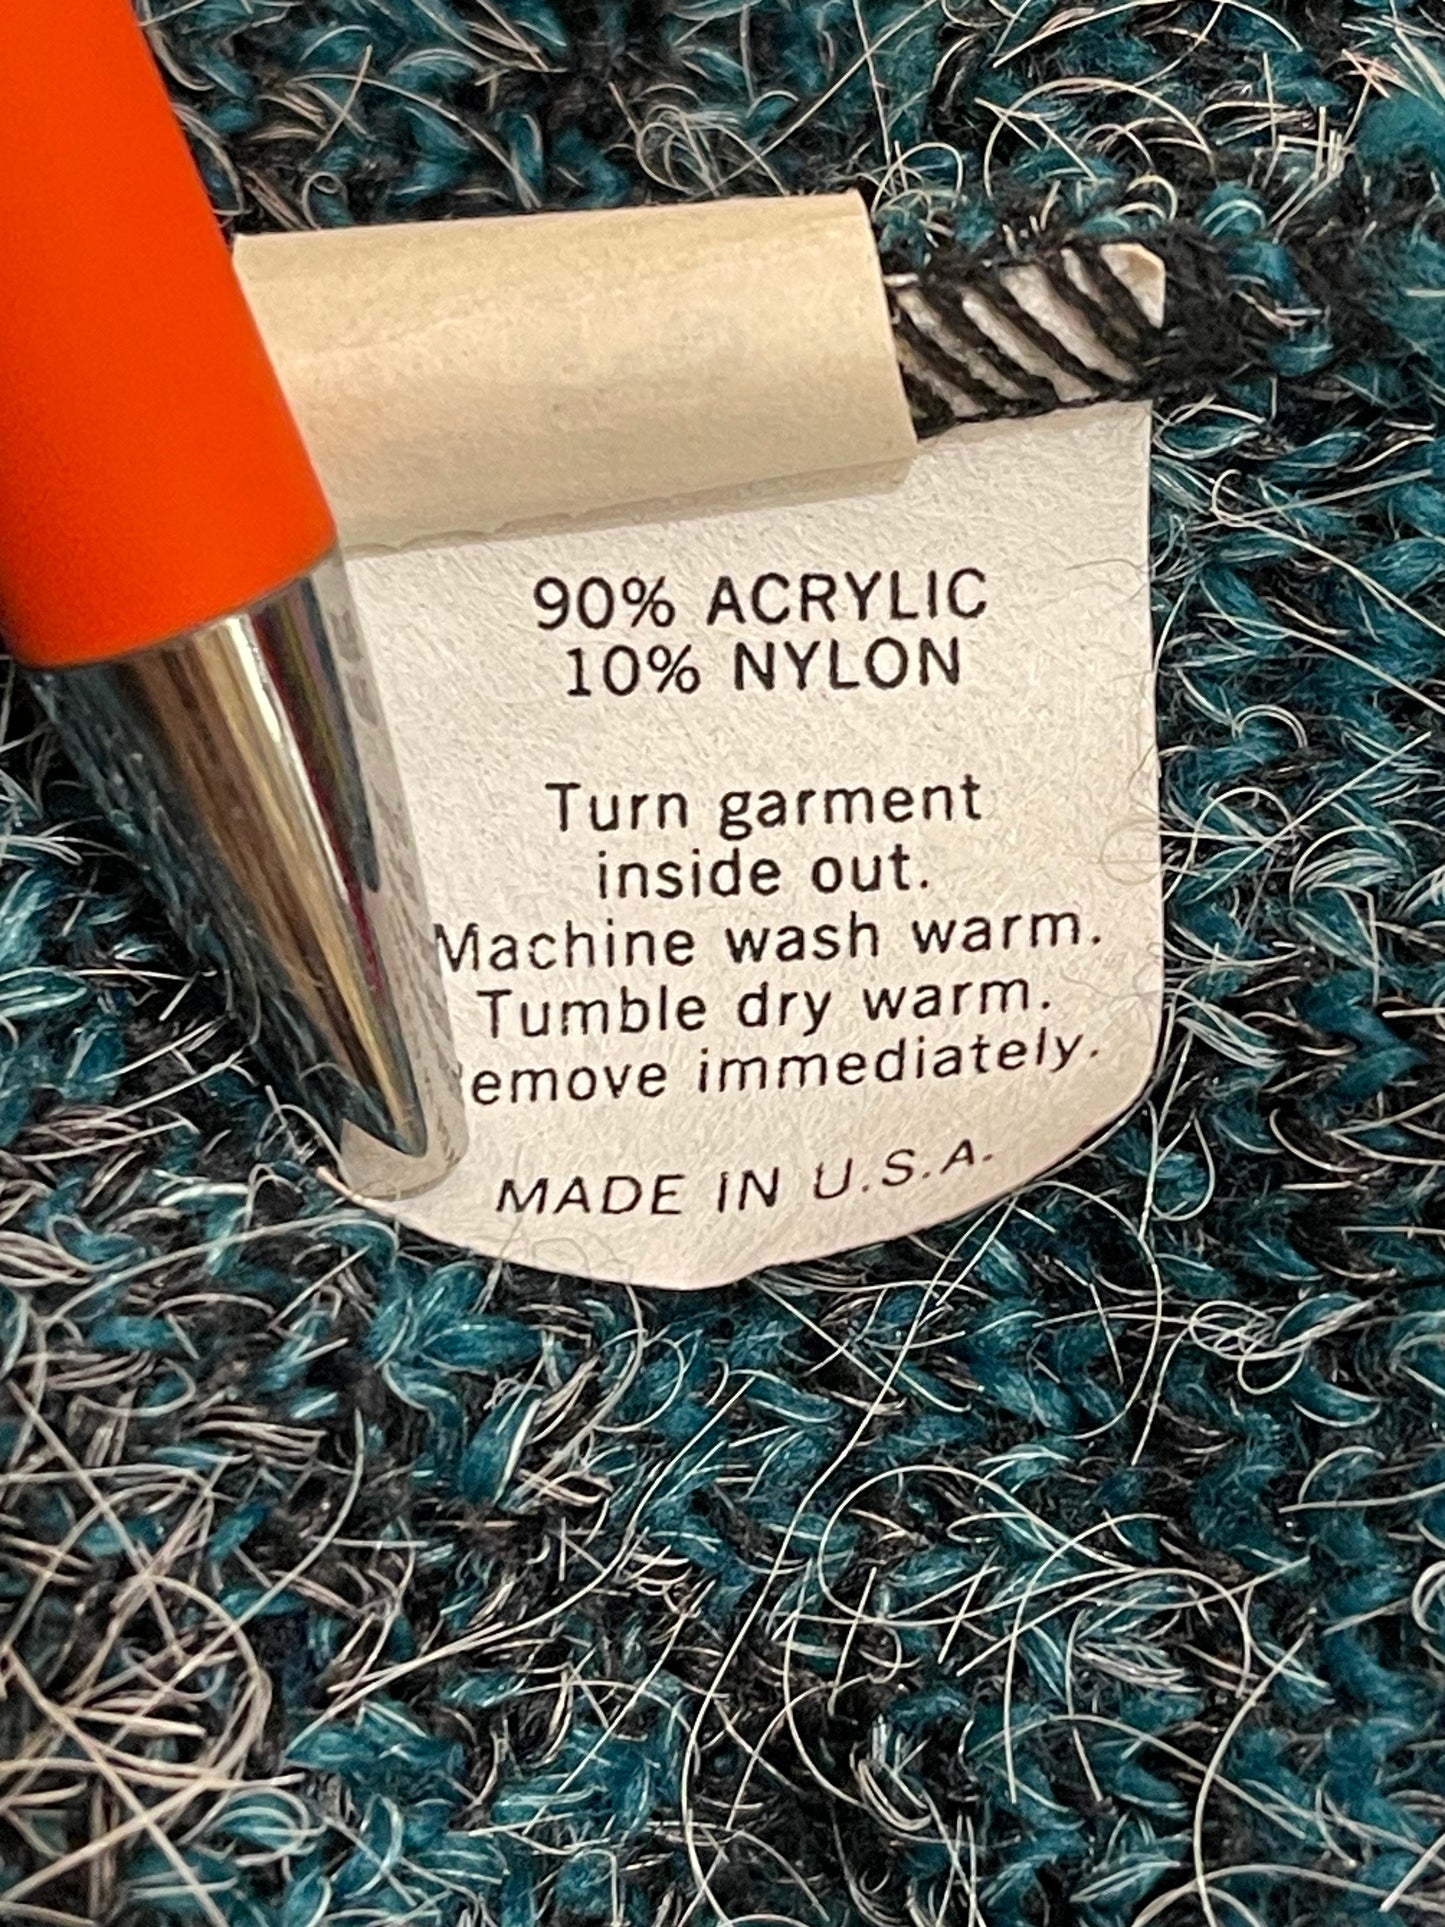 90% ACRYLIC
10% NYLON
Turn garment
inside out.
Machine wash warm.
Tumble dry warm.
emove immediately.
MADE IN U.S.A.